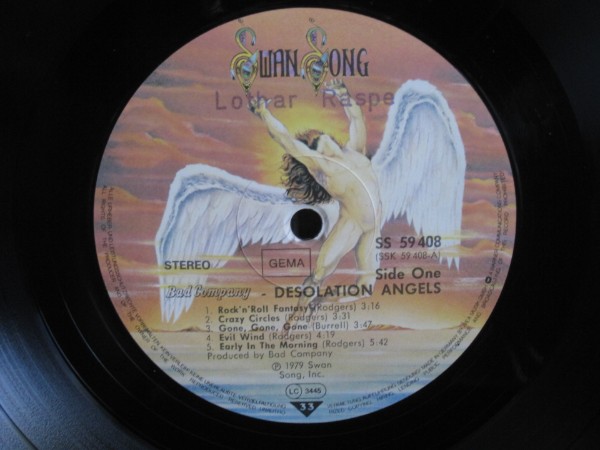 Swan Song
Lothar Raspe
SS 59 408
(SSK 59 408-A)
STEREO
GEMA
Side One
Bad Company - DESOLATION ANGELS
1. Rock'n'Roll Fantasy (Rodgers) 3:16
2. Crazy Circles (Rodgers) 3:31
3. Gone, Gone, Gone (Burrell) 3:47
4. Evil Wind (Rodgers) 4:19
5. Early In The Morning (Rodgers) 5:42
Produced by Bad Company
℗ 1979 Swan
Song, Inc.
LC 3445
33